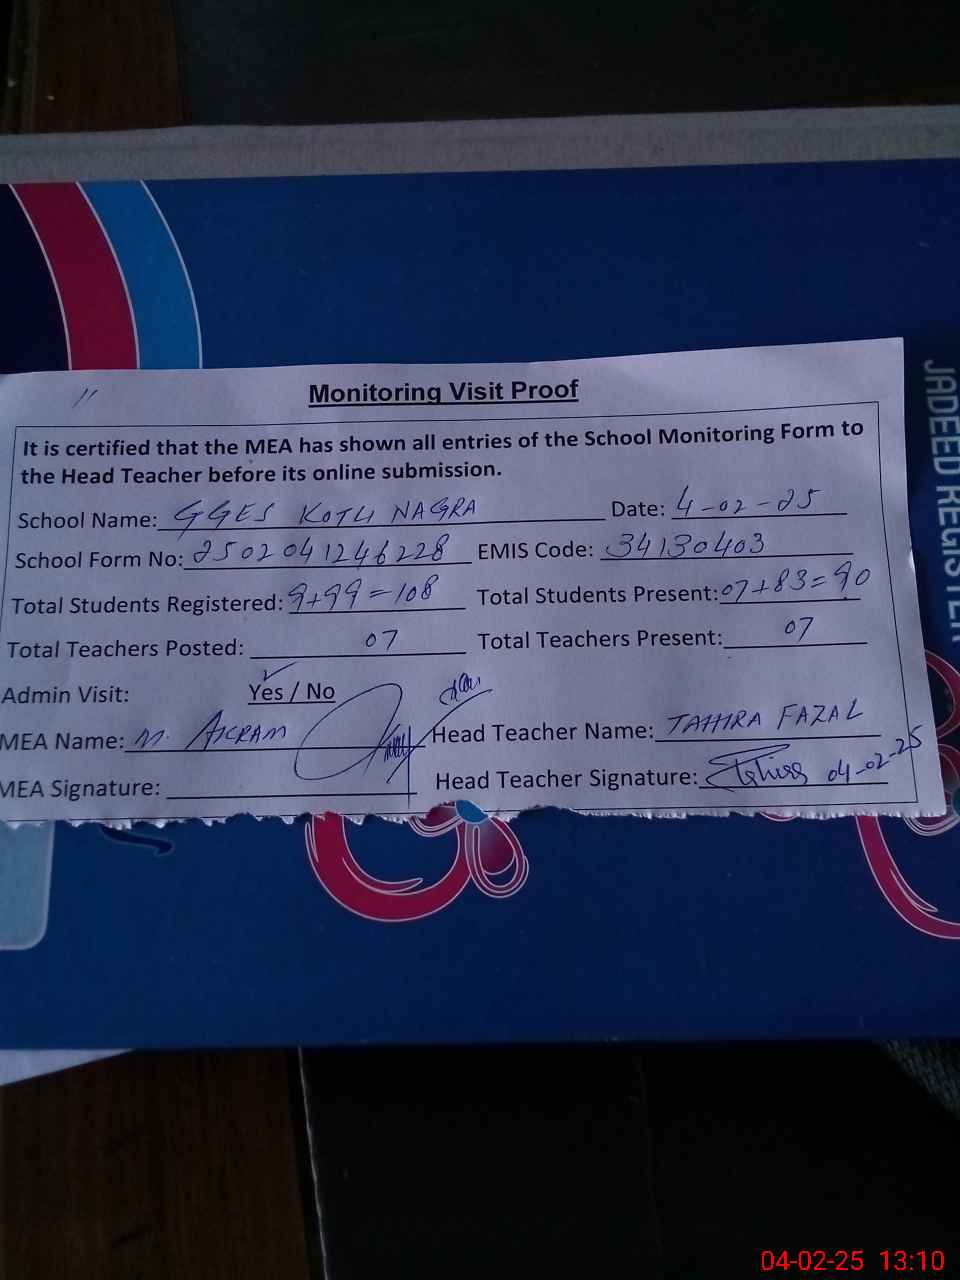 11
Monitoring Visit Proof
It is certified that the MEA has shown all entries of the School Monitoring Form to
the Head Teacher before its online submission.
School Name: GGES KOTLI NAGRA Date: 4-02-25
School Form No: 2502041246228 EMIS Code: 34130403
Total Students Registered: 9+99=108 Total Students Present: 07+83=90
Total Teachers Posted: 07 Total Teachers Present: 07
Admin Visit: Yes / No
MEA Name: M. AKRAM Head Teacher Name: TAHIRA FAZAL
MEA Signature: Head Teacher Signature: 04-02-25
JADEED REGISTER
04-02-25 13:10